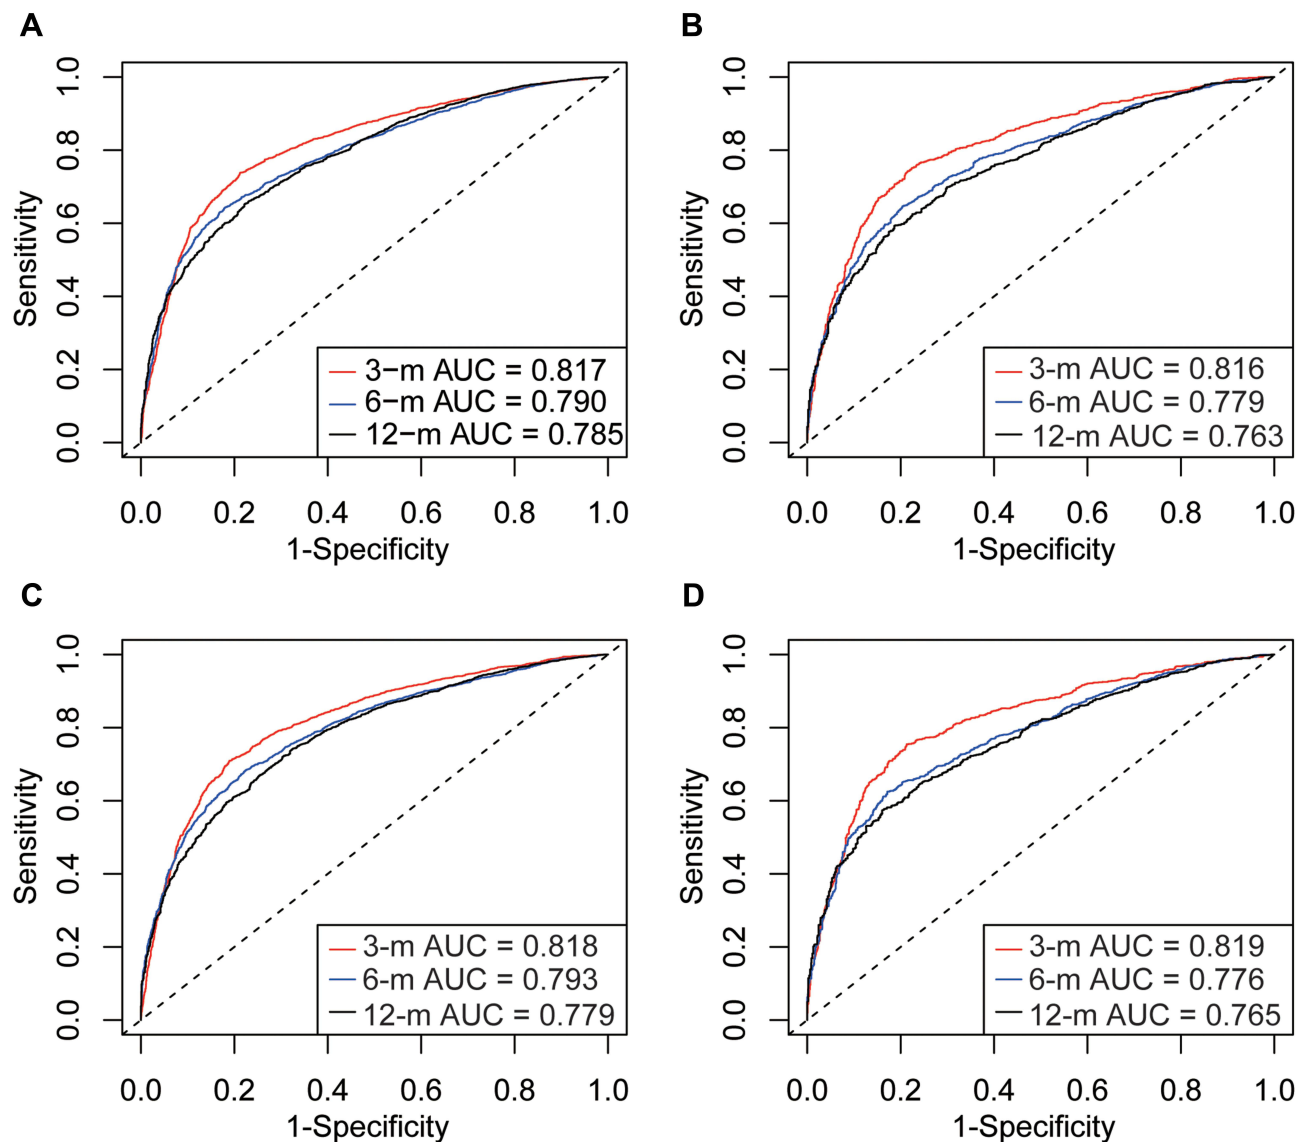 A
1.0
0.8
0.6
0.4
0.2
0.0
Sensitivity
3−m AUC = 0.817
6−m AUC = 0.790
12−m AUC = 0.785
0.0 0.2 0.4 0.6 0.8 1.0
1-Specificity
B
1.0
0.8
0.6
0.4
0.2
0.0
Sensitivity
3-m AUC = 0.816
6-m AUC = 0.779
12-m AUC = 0.763
0.0 0.2 0.4 0.6 0.8 1.0
1-Specificity
C
1.0
0.8
0.6
0.4
0.2
0.0
Sensitivity
3-m AUC = 0.818
6-m AUC = 0.793
12-m AUC = 0.779
0.0 0.2 0.4 0.6 0.8 1.0
1-Specificity
D
1.0
0.8
0.6
0.4
0.2
0.0
Sensitivity
3-m AUC = 0.819
6-m AUC = 0.776
12-m AUC = 0.765
0.0 0.2 0.4 0.6 0.8 1.0
1-Specificity